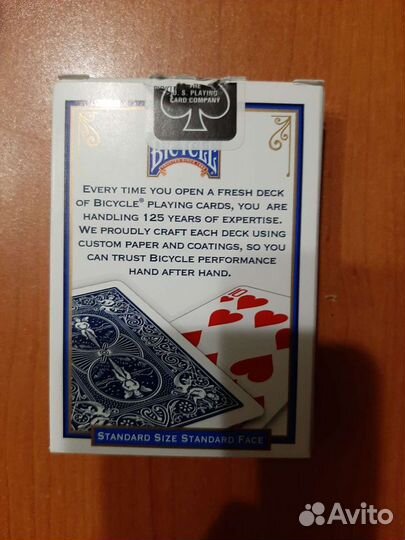 THE
U. S. PLAYING
CARD COMPANY
BICYCLE
EVERY TIME YOU OPEN A FRESH DECK
OF BICYCLE® PLAYING CARDS, YOU ARE
HANDLING 125 YEARS OF EXPERTISE.
WE PROUDLY CRAFT EACH DECK USING
CUSTOM PAPER AND COATINGS, SO YOU
CAN TRUST BICYCLE PERFORMANCE
HAND AFTER HAND.
10
STANDARD SIZE STANDARD FACE
Avito